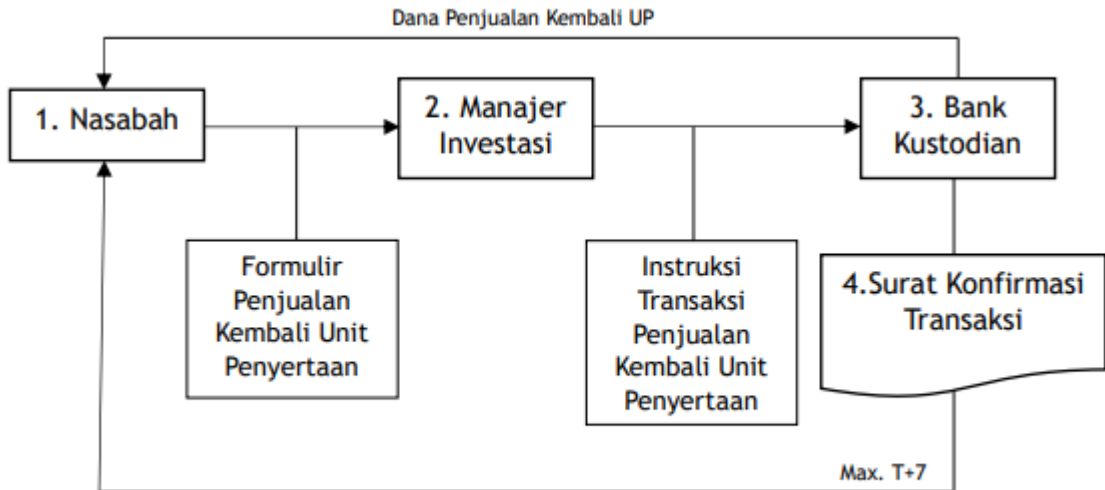 Dana Penjualan Kembali UP
1. Nasabah
2. Manajer
Investasi
3. Bank
Kustodian
Formulir
Penjualan
Kembali Unit
Penyertaan
Instruksi
Transaksi
Penjualan
Kembali Unit
Penyertaan
4.Surat Konfirmasi
Transaksi
Max. T+7